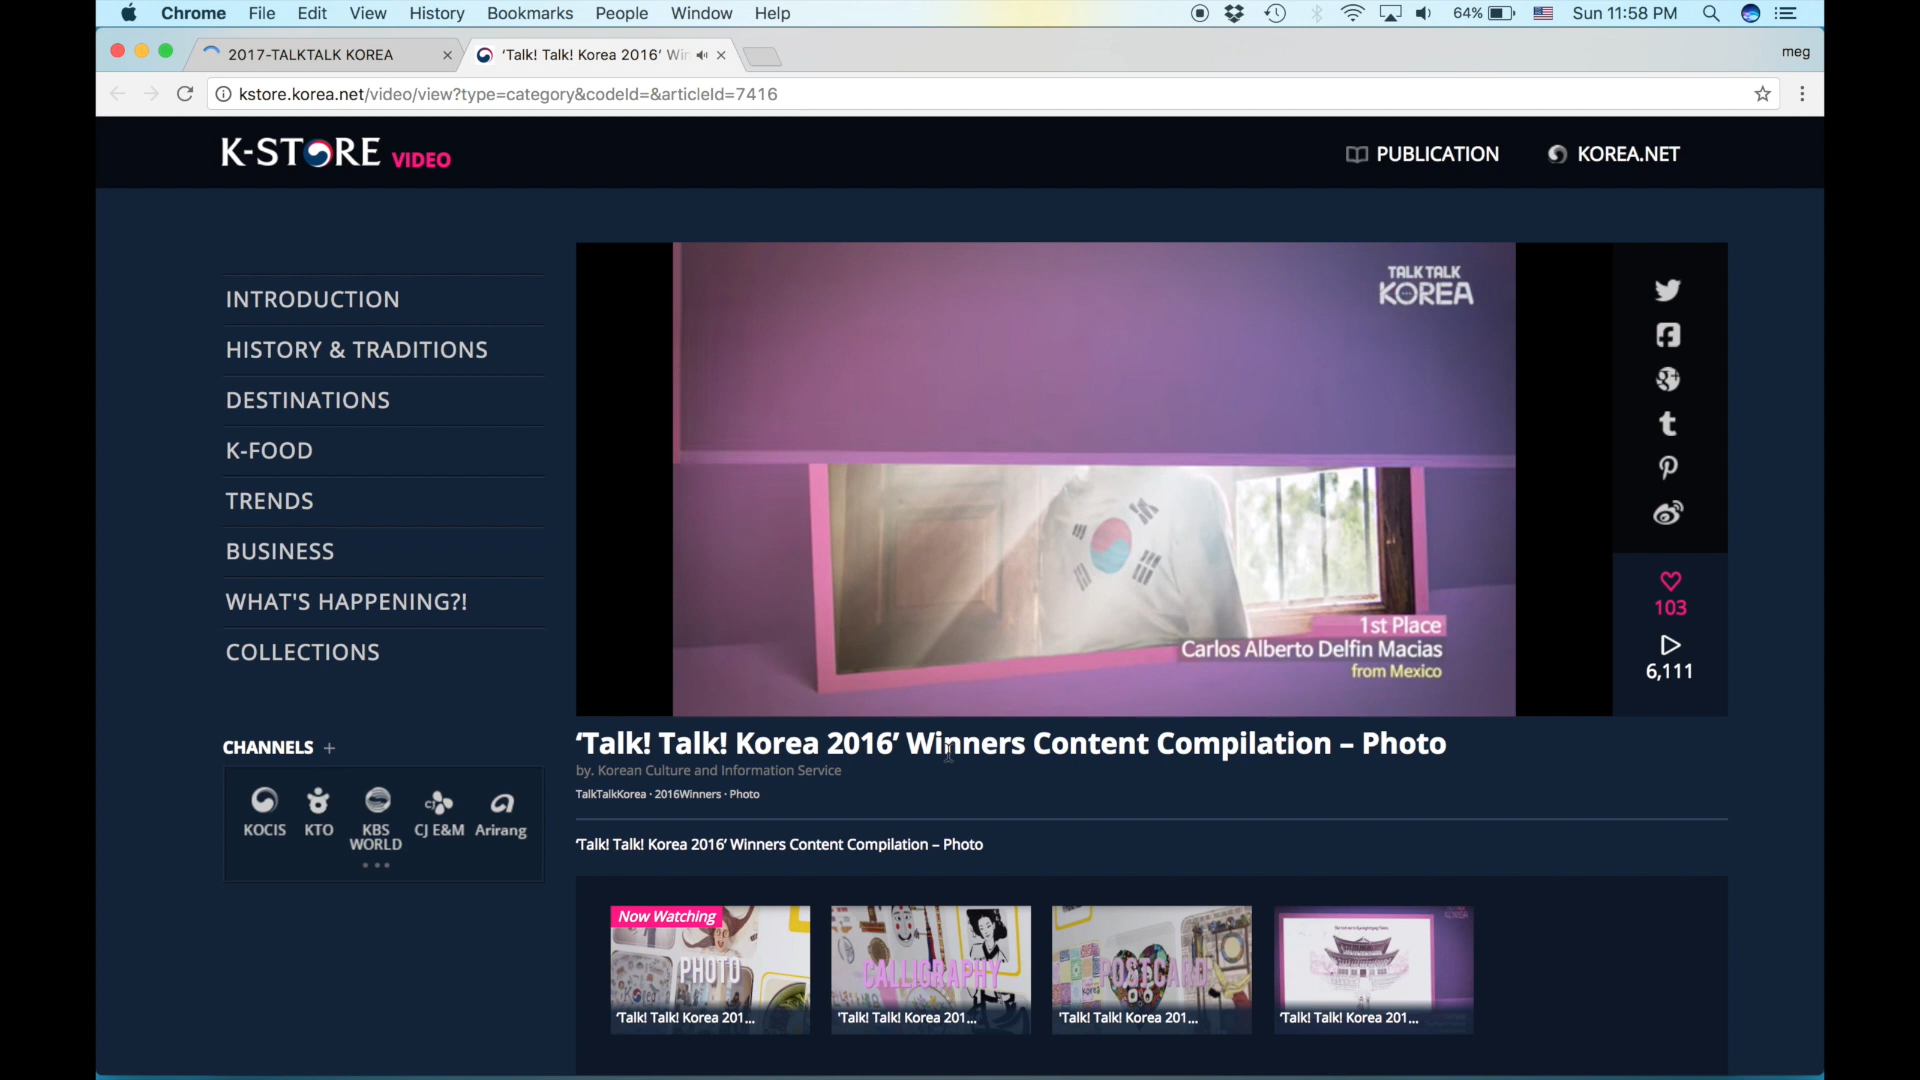 Chrome File Edit View History Bookmarks People Window Help
64% Sun 11:58 PM
2017-TALKTALK KOREA
‘Talk! Talk! Korea 2016’ Win
meg
kstore.korea.net/video/view?type=category&codeId=&articleId=7416
K-STORE VIDEO
PUBLICATION
KOREA.NET
INTRODUCTION
HISTORY & TRADITIONS
DESTINATIONS
K-FOOD
TRENDS
BUSINESS
WHAT'S HAPPENING?!
COLLECTIONS
CHANNELS +
KOCIS
KTO
KBS
WORLD
CJ E&M
Arirang
TALK TALK
KOREA
1st Place
Carlos Alberto Delfin Macias
from Mexico
103
6,111
‘Talk! Talk! Korea 2016’ Winners Content Compilation – Photo
by. Korean Culture and Information Service
TalkTalkKorea · 2016Winners · Photo
‘Talk! Talk! Korea 2016’ Winners Content Compilation – Photo
Now Watching
PHOTO
‘Talk! Talk! Korea 201...
CALLIGRAPHY
‘Talk! Talk! Korea 201...
POSTCARD
‘Talk! Talk! Korea 201...
‘Talk! Talk! Korea 201...